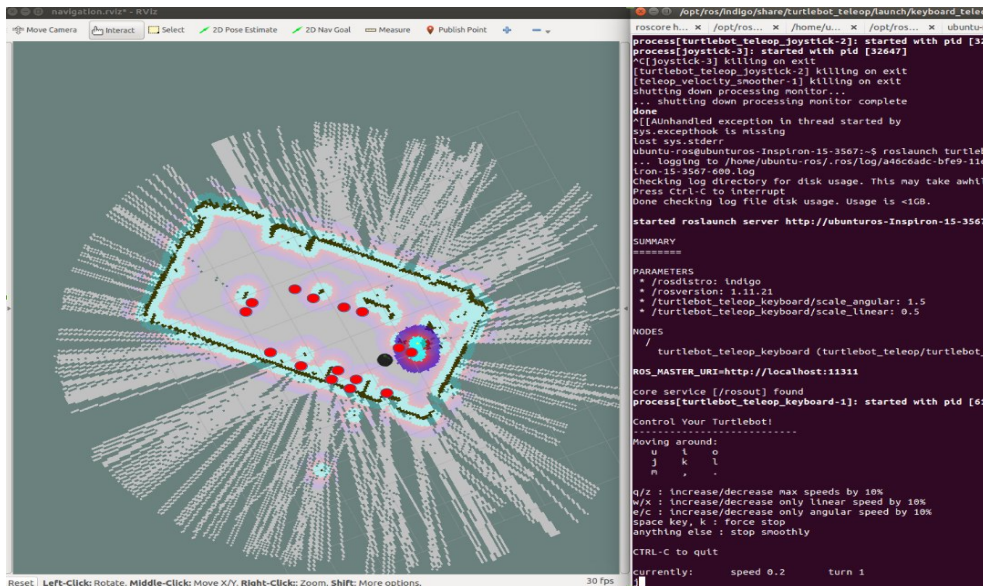 navigation.rviz* - RViz
Move Camera Interact Select 2D Pose Estimate 2D Nav Goal Measure Publish Point
Reset Left-Click: Rotate. Middle-Click: Move X/Y. Right-Click:: Zoom. Shift: More options. 30 fps
/opt/ros/indigo/share/turtlebot_teleop/launch/keyboard_teleo
roscore h... × /opt/ros... × /home/u... × /opt/ros... × ubuntu-
process[turtlebot_teleop_joystick-2]: started with pid [32
process[joystick-3]: started with pid [32647]
^C[joystick-3] killing on exit
[turtlebot_teleop_joystick-2] killing on exit
[teleop_velocity_smoother-1] killing on exit
shutting down processing monitor...
... shutting down processing monitor complete
done
^[[AUnhandled exception in thread started by
sys.excepthook is missing
lost sys.stderr
ubuntu-ros@ubunturos-Inspiron-15-3567:~$ roslaunch turtleb
... logging to /home/ubuntu-ros/.ros/log/a46c6adc-bfe9-11e
iron-15-3567-600.log
Checking log directory for disk usage. This may take awhil
Press Ctrl-C to interrupt
Done checking log file disk usage. Usage is <1GB.
started roslaunch server http://ubunturos-Inspiron-15-3567
SUMMARY
========
PARAMETERS
* /rosdistro: indigo
* /rosversion: 1.11.21
* /turtlebot_teleop_keyboard/scale_angular: 1.5
* /turtlebot_teleop_keyboard/scale_linear: 0.5
NODES
/
turtlebot_teleop_keyboard (turtlebot_teleop/turtlebot_
ROS_MASTER_URI=http://localhost:11311
core service [/rosout] found
process[turtlebot_teleop_keyboard-1]: started with pid [61
Control Your Turtlebot!
---------------------------
Moving around:
u i o
j k l
m , .
q/z : increase/decrease max speeds by 10%
w/x : increase/decrease only linear speed by 10%
e/c : increase/decrease only angular speed by 10%
space key, k : force stop
anything else : stop smoothly
CTRL-C to quit
currently: speed 0.2 turn 1
j